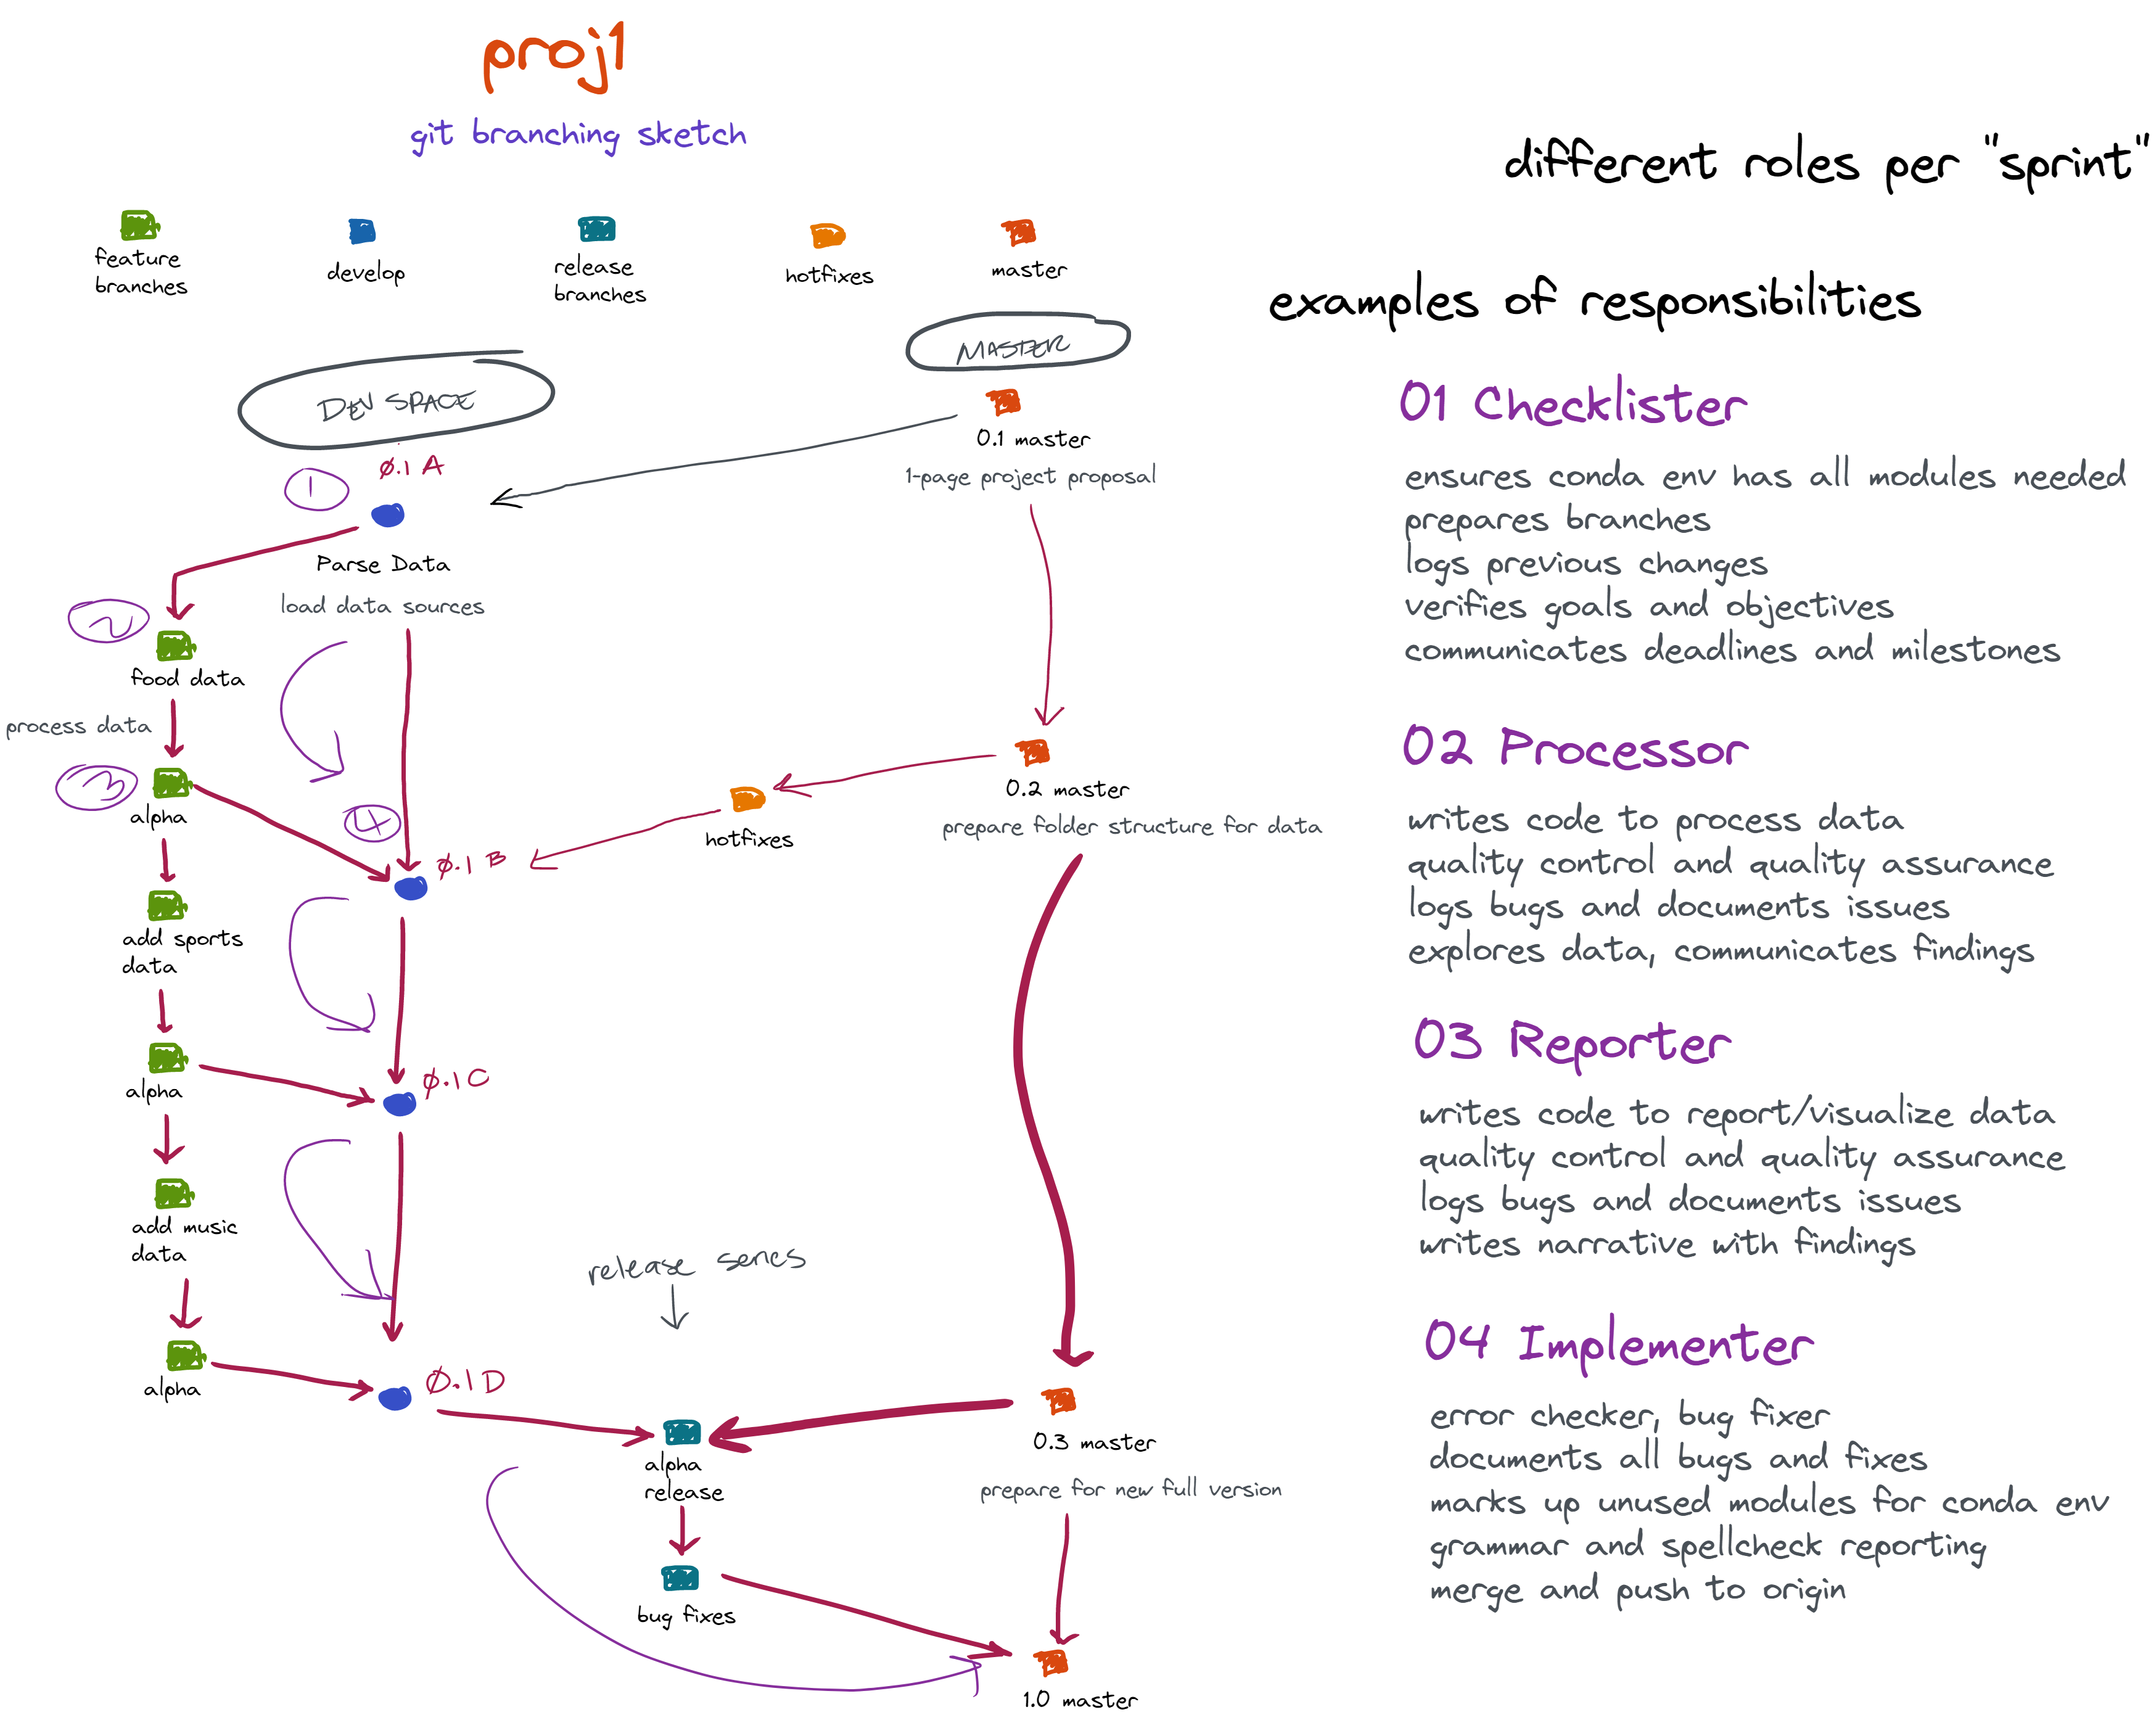 proj1
git branching sketch
feature
branches
develop
release
branches
hotfixes
master
DEV SPACE
MASTER
0.1 master
1-page project proposal
1
0.1 A
Parse Data
load data sources
2
food data
process data
3
alpha
4
0.1 B
hotfixes
0.2 master
prepare folder structure for data
add sports
data
alpha
0.1 C
add music
data
release series
alpha
0.1 D
alpha
release
0.3 master
prepare for new full version
bug fixes
1.0 master
different roles per "sprint"
examples of responsibilities
01 Checklister
ensures conda env has all modules needed
prepares branches
logs previous changes
verifies goals and objectives
communicates deadlines and milestones
02 Processor
writes code to process data
quality control and quality assurance
logs bugs and documents issues
explores data, communicates findings
03 Reporter
writes code to report/visualize data
quality control and quality assurance
logs bugs and documents issues
writes narrative with findings
04 Implementer
error checker, bug fixer
documents all bugs and fixes
marks up unused modules for conda env
grammar and spellcheck reporting
merge and push to origin